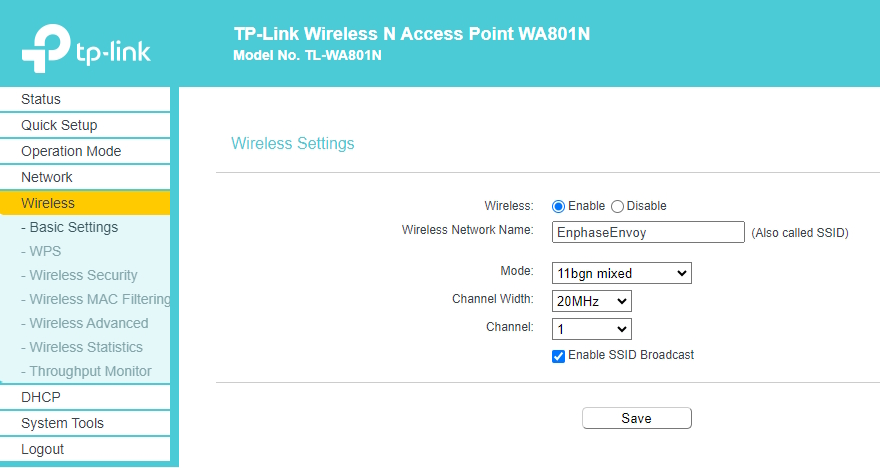 tp-link
TP-Link Wireless N Access Point WA801N
Model No. TL-WA801N
Status
Quick Setup
Operation Mode
Network
Wireless
- Basic Settings
- WPS
- Wireless Security
- Wireless MAC Filtering
- Wireless Advanced
- Wireless Statistics
- Throughput Monitor
DHCP
System Tools
Logout
Wireless Settings
Wireless: Enable Disable
Wireless Network Name: EnphaseEnvoy (Also called SSID)
Mode: 11bgn mixed
Channel Width: 20MHz
Channel: 1
Enable SSID Broadcast
Save